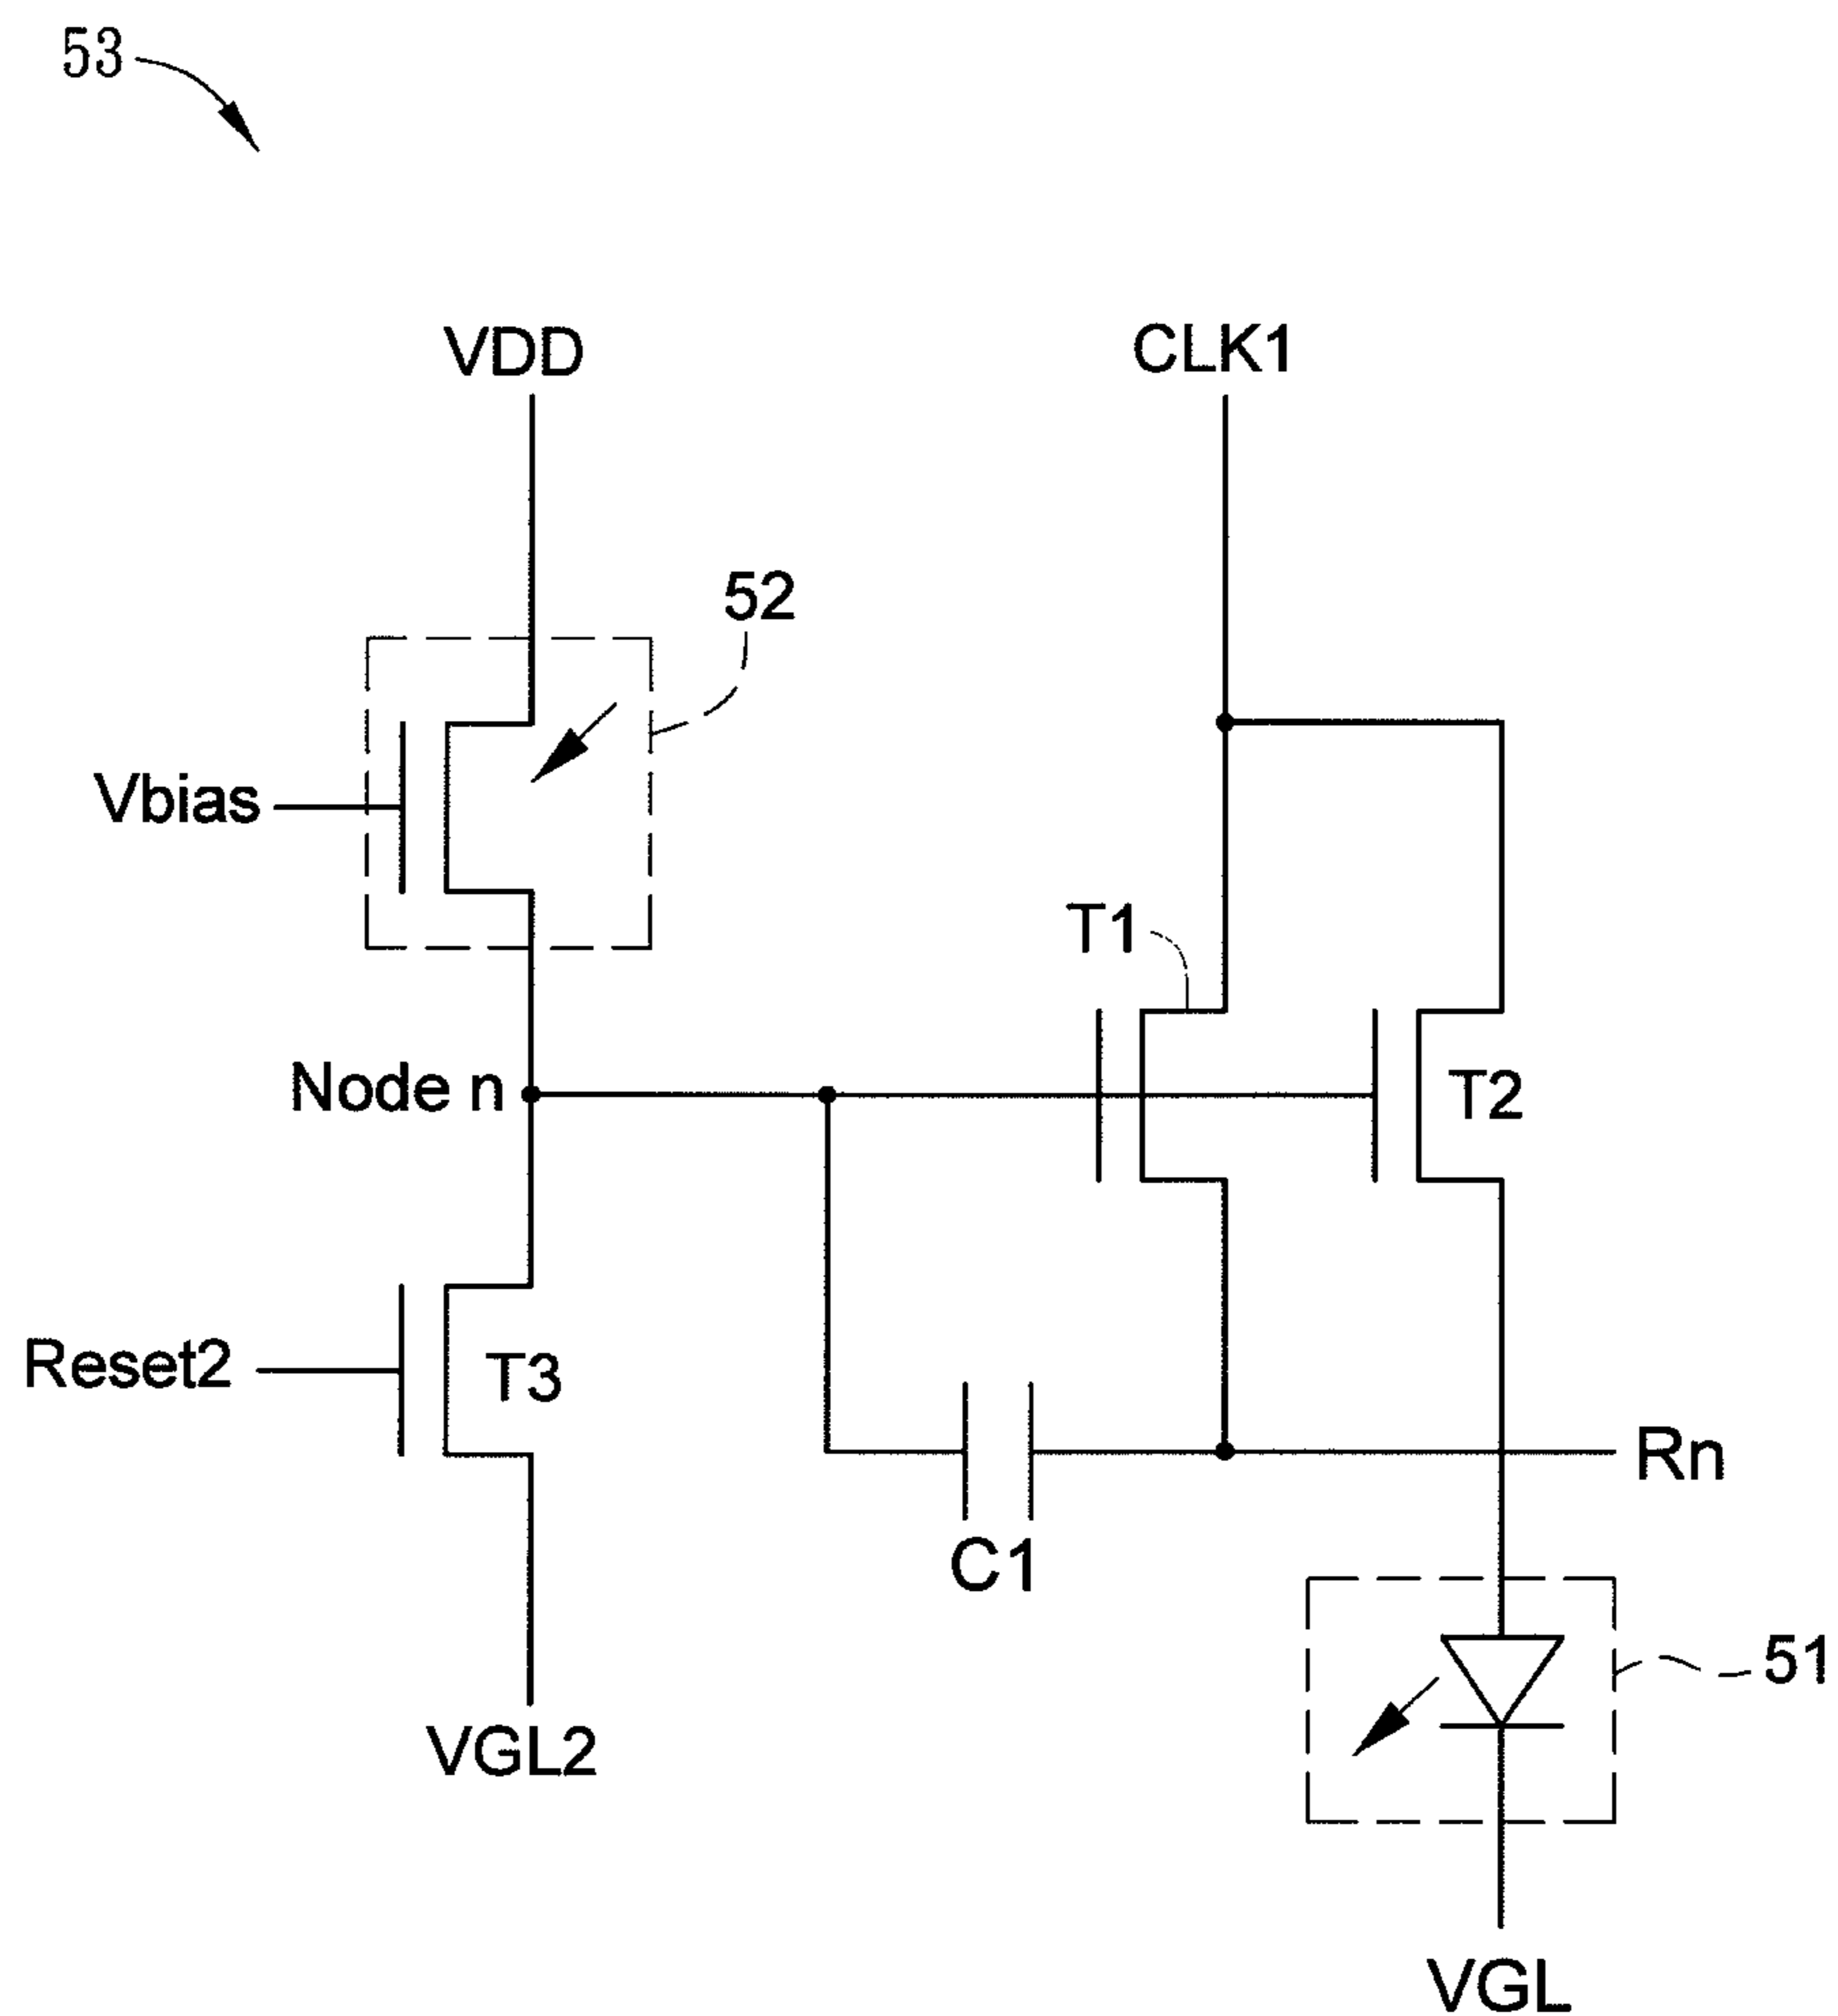 53
VDD
CLK1
52
Vbias
T1
Node n
T2
Reset2
T3
Rn
C1
51
VGL2
VGL